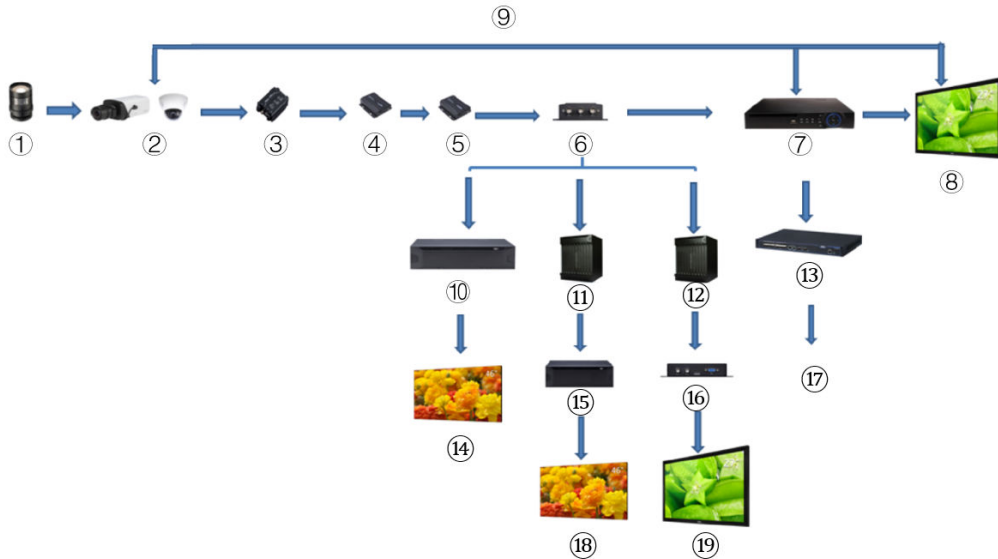 ⑨
① ② ③ ④ ⑤ ⑥ ⑦ ⑧
⑩ ⑪ ⑫ ⑬
⑭ ⑮ ⑯ ⑰
⑱ ⑲